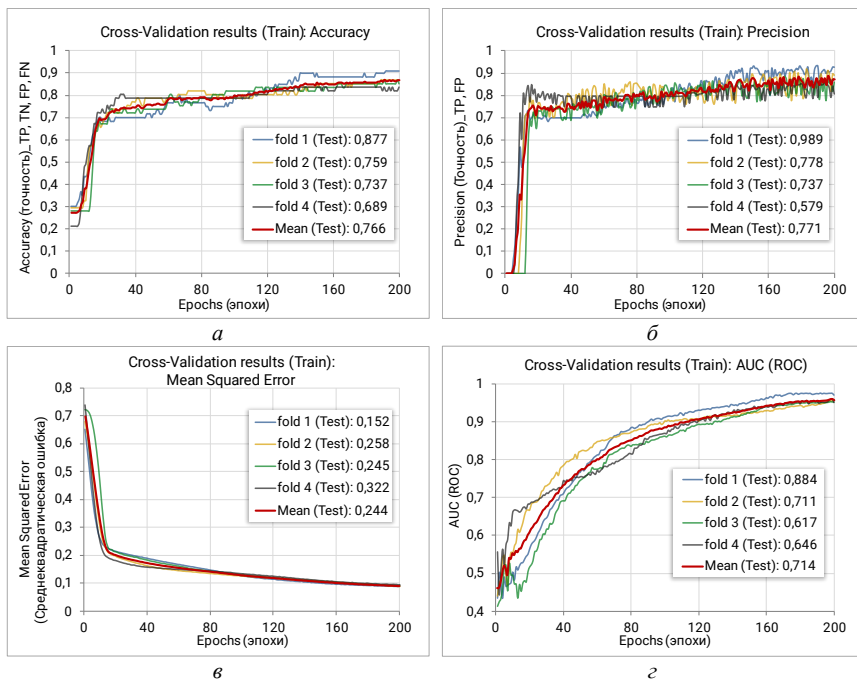 Cross-Validation results (Train): Accuracy
Accuracy (точность)_TP, TN, FP, FN
1
0,9
0,8
0,7
0,6
0,5
0,4
0,3
0,2
0,1
0
fold 1 (Test): 0,877
fold 2 (Test): 0,759
fold 3 (Test): 0,737
fold 4 (Test): 0,689
Mean (Test): 0,766
0 40 80 120 160 200
Epochs (эпохи)
а
Cross-Validation results (Train): Precision
Precision (Точность)_TP,FP
1
0,9
0,8
0,7
0,6
0,5
0,4
0,3
0,2
0,1
0
fold 1 (Test): 0,989
fold 2 (Test): 0,778
fold 3 (Test): 0,737
fold 4 (Test): 0,579
Mean (Test): 0,771
0 40 80 120 160 200
Epochs (эпохи)
б
Cross-Validation results (Train):
Mean Squared Error
Mean Squared Error
(Среднеквадратическая ошибка)
0,8
0,7
0,6
0,5
0,4
0,3
0,2
0,1
0
fold 1 (Test): 0,152
fold 2 (Test): 0,258
fold 3 (Test): 0,245
fold 4 (Test): 0,322
Mean (Test): 0,244
0 40 80 120 160 200
Epochs (эпохи)
в
Cross-Validation results (Train): AUC (ROC)
AUC (ROC)
1
0,9
0,8
0,7
0,6
0,5
0,4
fold 1 (Test): 0,884
fold 2 (Test): 0,711
fold 3 (Test): 0,617
fold 4 (Test): 0,646
Mean (Test): 0,714
0 40 80 120 160 200
Epochs (эпохи)
г